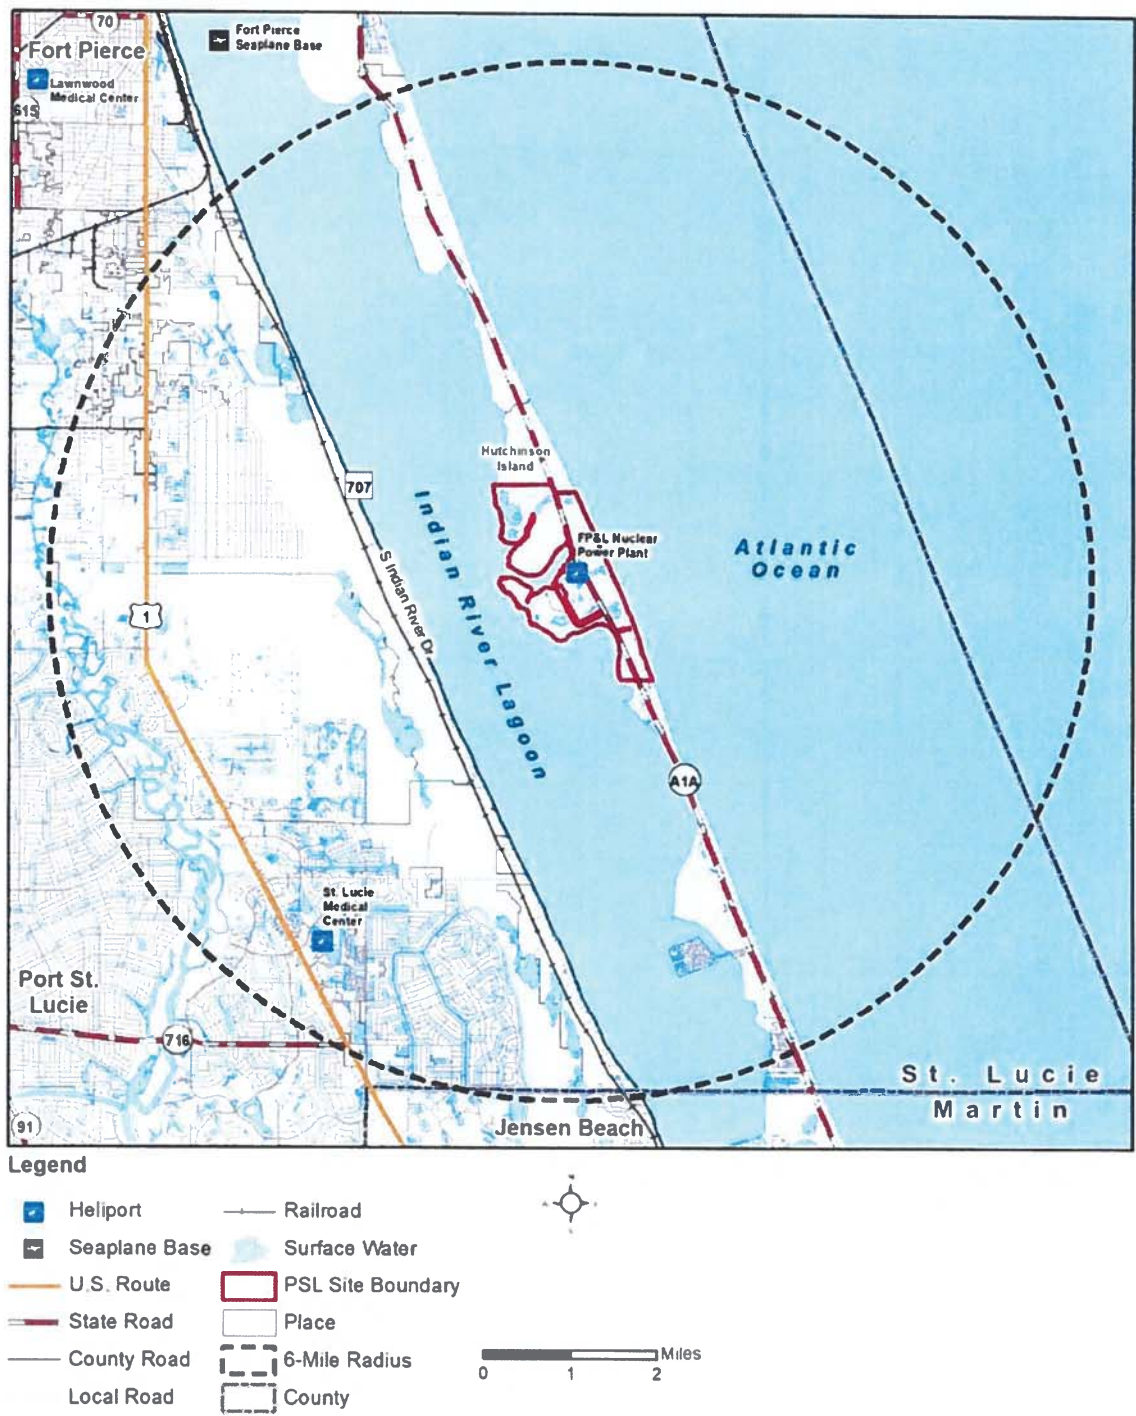 70
Fort Pierce
Seaplane Base
Fort Pierce
Lawnwood
Medical Center
615
Hutchinson
Island
707
Indian River Lagoon
FP&L Nuclear
Power Plant
Atlantic
Ocean
S Indian River Dr
1
A1A
St. Lucie
Medical
Center
Port St.
Lucie
716
St. Lucie
Martin
91
Jensen Beach
Legend
Heliport
Railroad
Seaplane Base
Surface Water
U.S. Route
PSL Site Boundary
State Road
Place
County Road
6-Mile Radius
Local Road
County
Miles
0 1 2